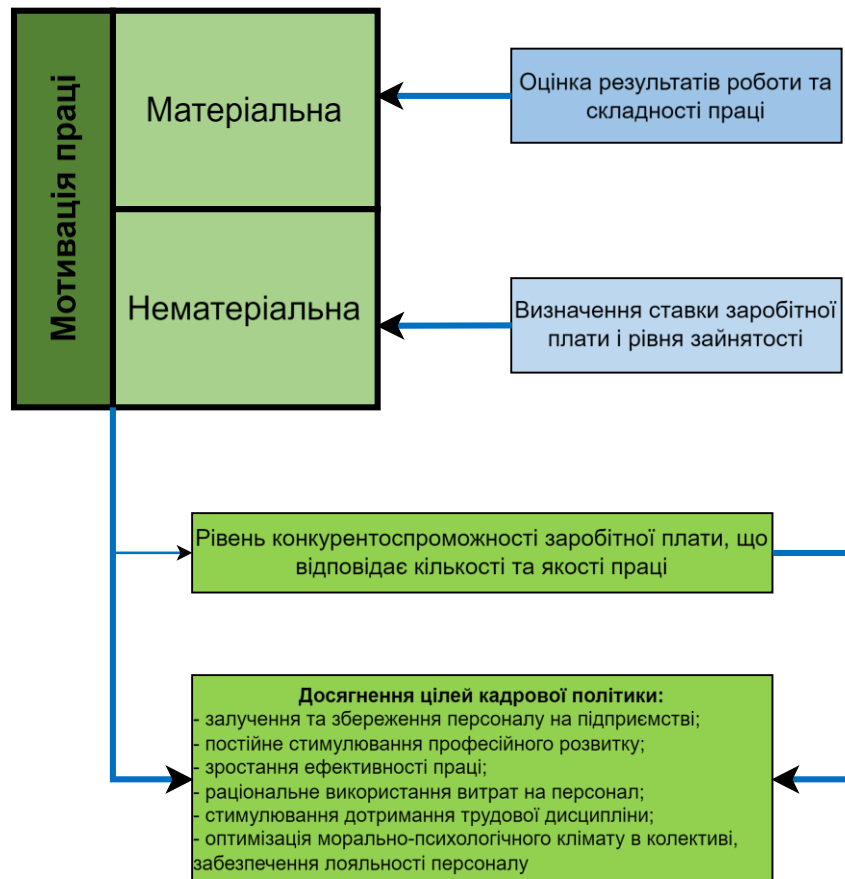 Мотивація праці
Матеріальна
Нематеріальна
Оцінка результатів роботи та
складності праці
Визначення ставки заробітної
плати і рівня зайнятості
Рівень конкурентоспроможності заробітної плати, що
відповідає кількості та якості праці
Досягнення цілей кадрової політики:
- залучення та збереження персоналу на підприємстві;
- постійне стимулювання професійного розвитку;
- зростання ефективності праці;
- раціональне використання витрат на персонал;
- стимулювання дотримання трудової дисципліни;
- оптимізація морально-психологічного клімату в колективі,
забезпечення лояльності персоналу